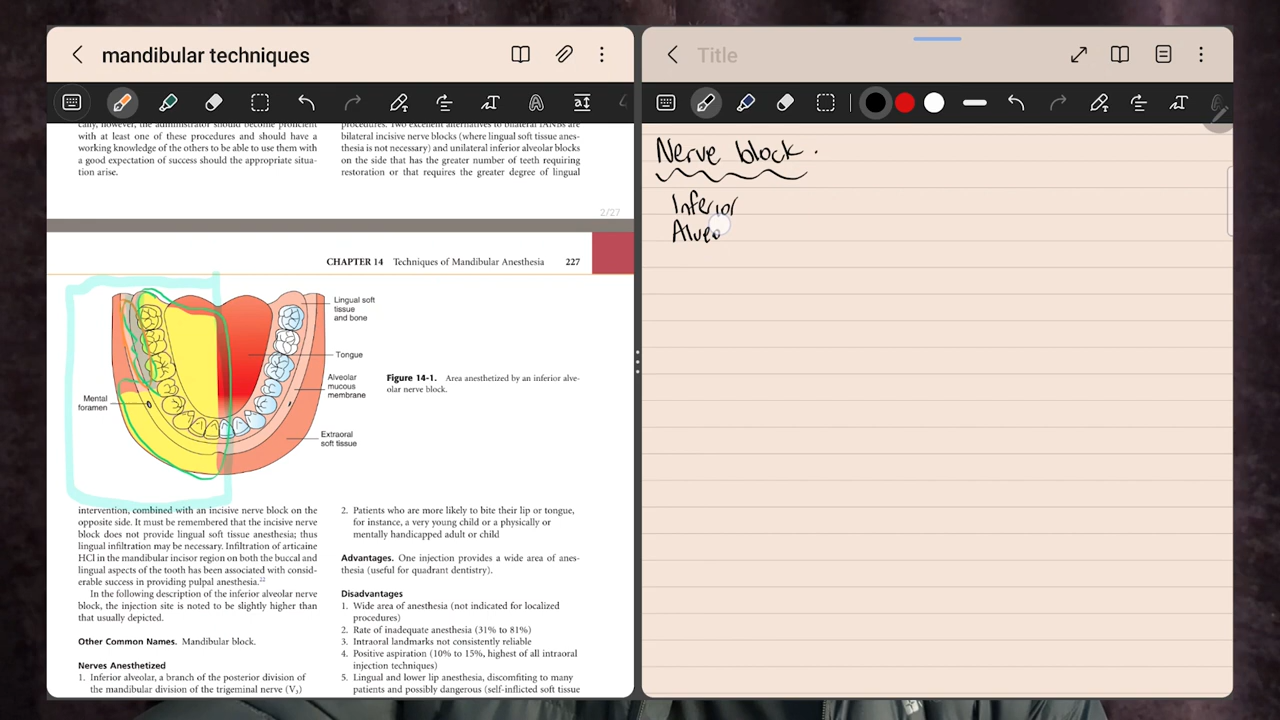 mandibular techniques
Title
cally, however, the administrator should become proficient
with at least one of these procedures and should have a
working knowledge of the others to be able to use them with
a good expectation of success should the appropriate situa-
tion arise.
procedures. Two excellent alternatives to bilateral IANBs are
bilateral incisive nerve blocks (where lingual soft tissue anes-
thesia is not necessary) and unilateral inferior alveolar blocks
on the side that has the greater number of teeth requiring
restoration or that requires the greater degree of lingual
2/27
CHAPTER 14 Techniques of Mandibular Anesthesia 227
Lingual soft
tissue
and bone
Tongue
Alveolar
mucous
membrane
Mental
foramen
Extraoral
soft tissue
Figure 14-1. Area anesthetized by an inferior alve-
olar nerve block.
intervention, combined with an incisive nerve block on the
opposite side. It must be remembered that the incisive nerve
block does not provide lingual soft tissue anesthesia; thus
lingual infiltration may be necessary. Infiltration of articaine
HCl in the mandibular incisor region on both the buccal and
lingual aspects of the tooth has been associated with consid-
erable success in providing pulpal anesthesia.22
In the following description of the inferior alveolar nerve
block, the injection site is noted to be slightly higher than
that usually depicted.
Other Common Names. Mandibular block.
Nerves Anesthetized
1. Inferior alveolar, a branch of the posterior division of
the mandibular division of the trigeminal nerve (V3)
2. Patients who are more likely to bite their lip or tongue,
for instance, a very young child or a physically or
mentally handicapped adult or child
Advantages. One injection provides a wide area of anes-
thesia (useful for quadrant dentistry).
Disadvantages
1. Wide area of anesthesia (not indicated for localized
procedures)
2. Rate of inadequate anesthesia (31% to 81%)
3. Intraoral landmarks not consistently reliable
4. Positive aspiration (10% to 15%, highest of all intraoral
injection techniques)
5. Lingual and lower lip anesthesia, discomfiting to many
patients and possibly dangerous (self-inflicted soft tissue
Nerve block.
Inferior
Alveo